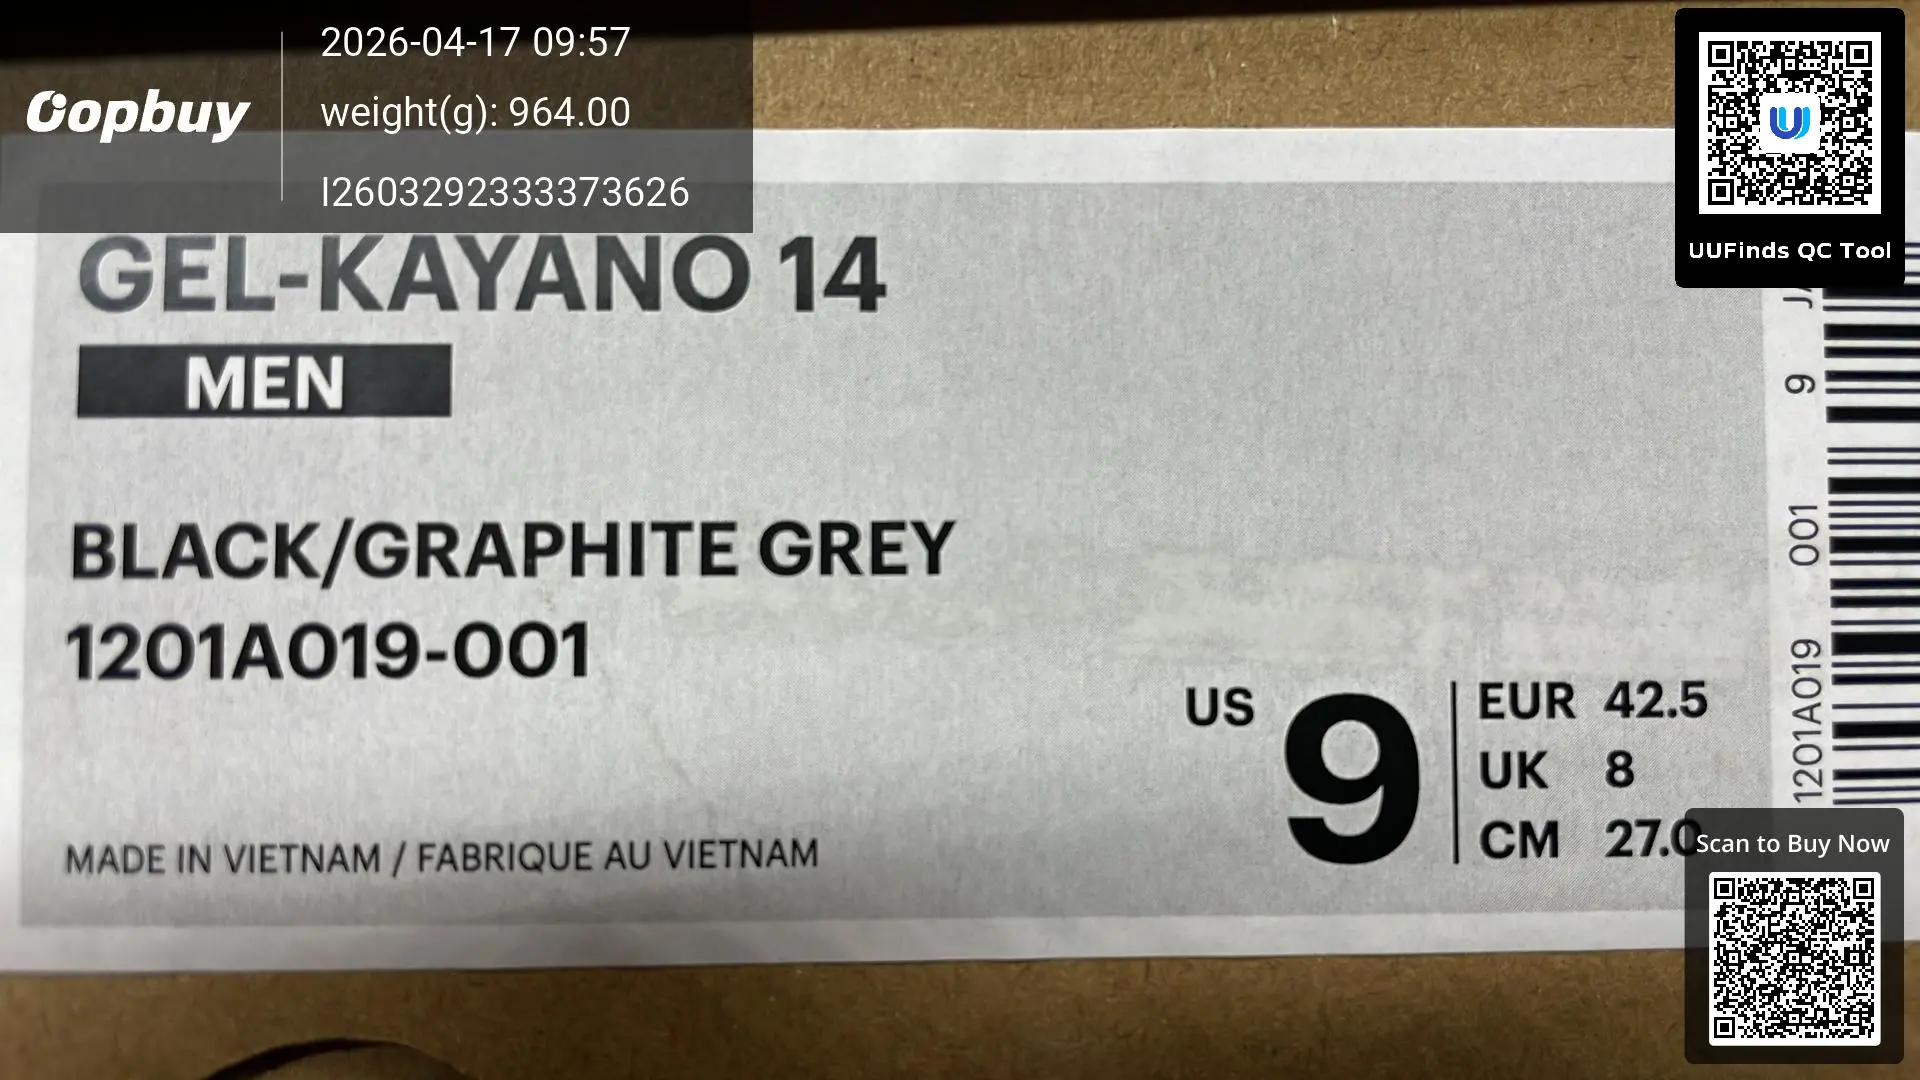 Oopbuy
2026-04-17 09:57
weight(g): 964.00
I2603292333373626
UUFinds QC Tool
GEL-KAYANO 14
MEN
BLACK/GRAPHITE GREY
1201A019-001
MADE IN VIETNAM / FABRIQUE AU VIETNAM
US 9
EUR 42.5
UK 8
CM 27.0
1201A019 001 9
Scan to Buy Now